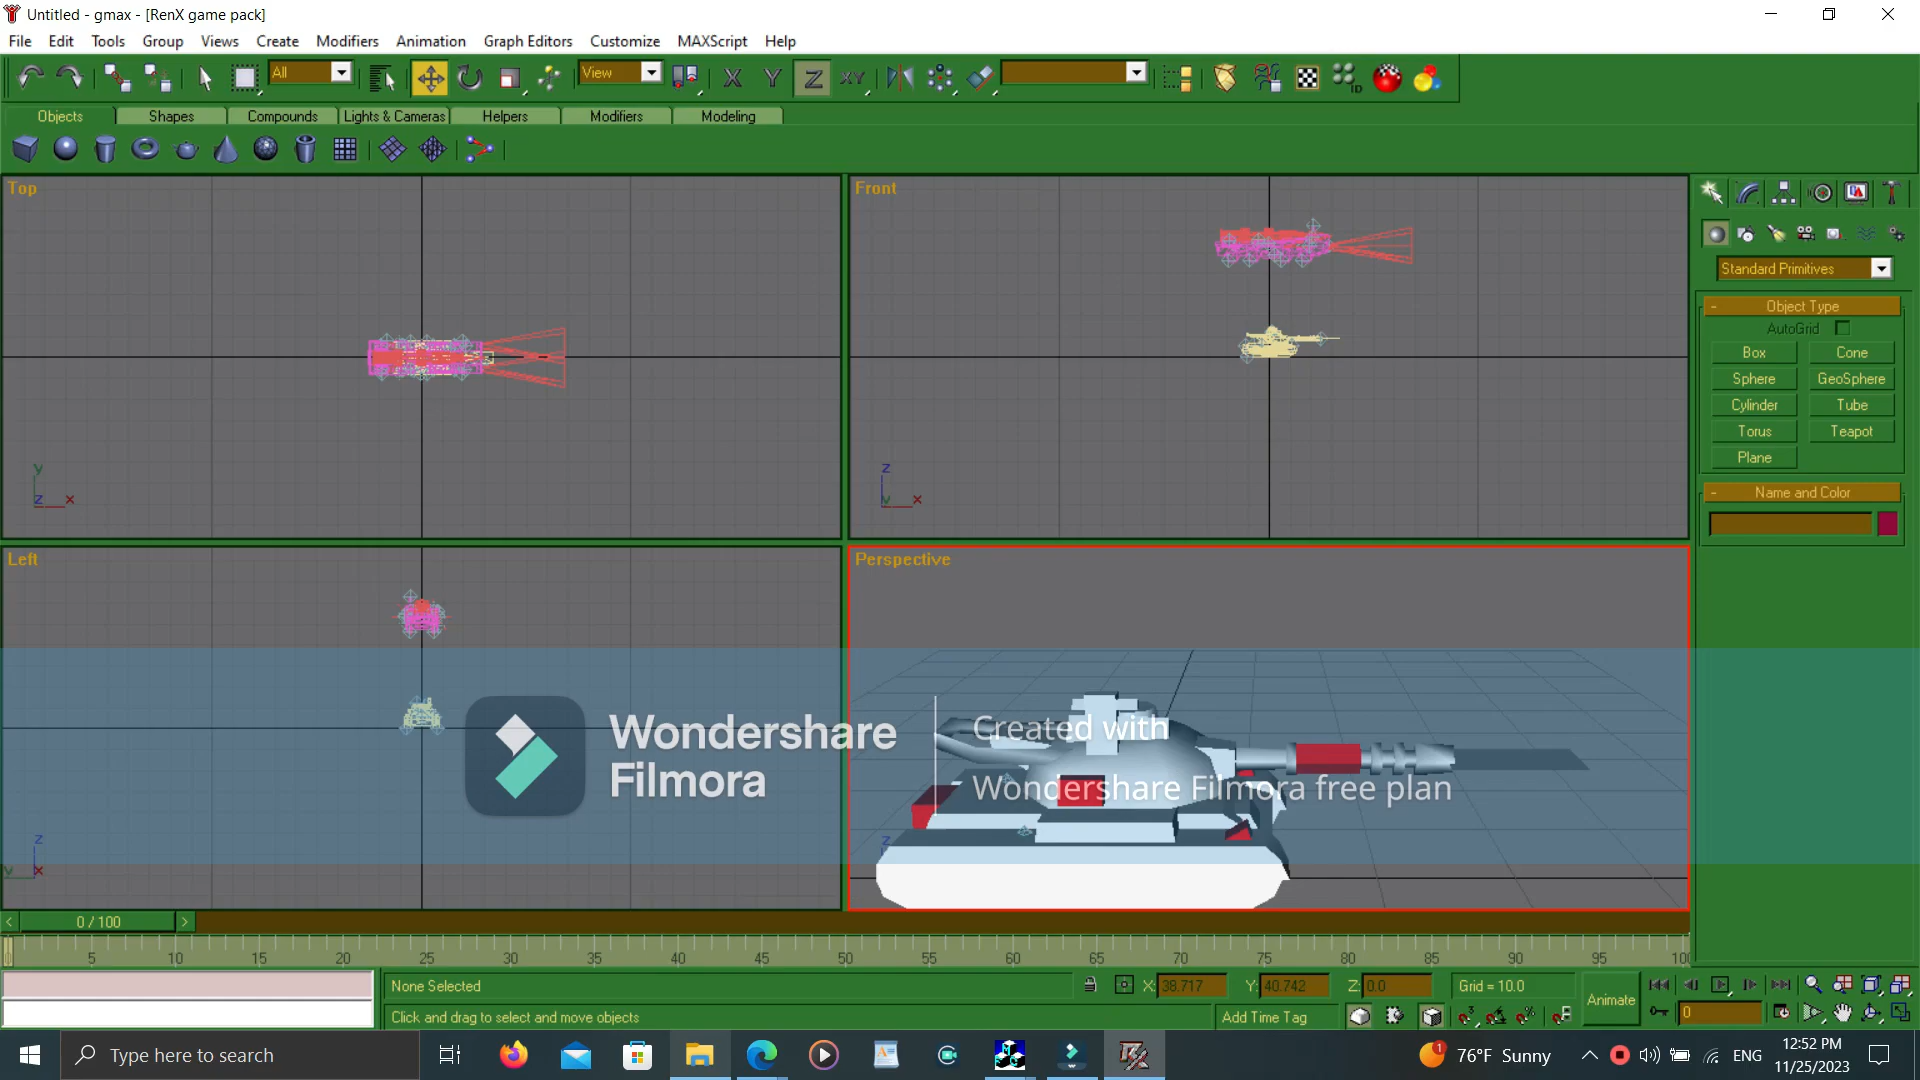 Untitled - gmax - [RenX game pack]
File Edit Tools Group Views Create Modifiers Animation Graph Editors Customize MAXScript Help
All View X Y Z XY ID
Objects Shapes Compounds Lights & Cameras Helpers Modifiers Modeling
Top
Front
Standard Primitives
- Object Type
AutoGrid
Box Cone
Sphere GeoSphere
Cylinder Tube
Torus Teapot
Plane
- Name and Color
y
z x
z
y x
Left
Perspective
Wondershare
Filmora
Created with
Wondershare Filmora free plan
z
y x
z
< 0 / 100 >
0 5 10 15 20 25 30 35 40 45 50 55 60 65 70 75 80 85 90 95 100
None Selected X: 38.717 Y: 40.742 Z: 0.0 Grid = 10.0
Click and drag to select and move objects Add Time Tag
Animate
0
Type here to search
1 76°F Sunny ENG
12:52 PM
11/25/2023